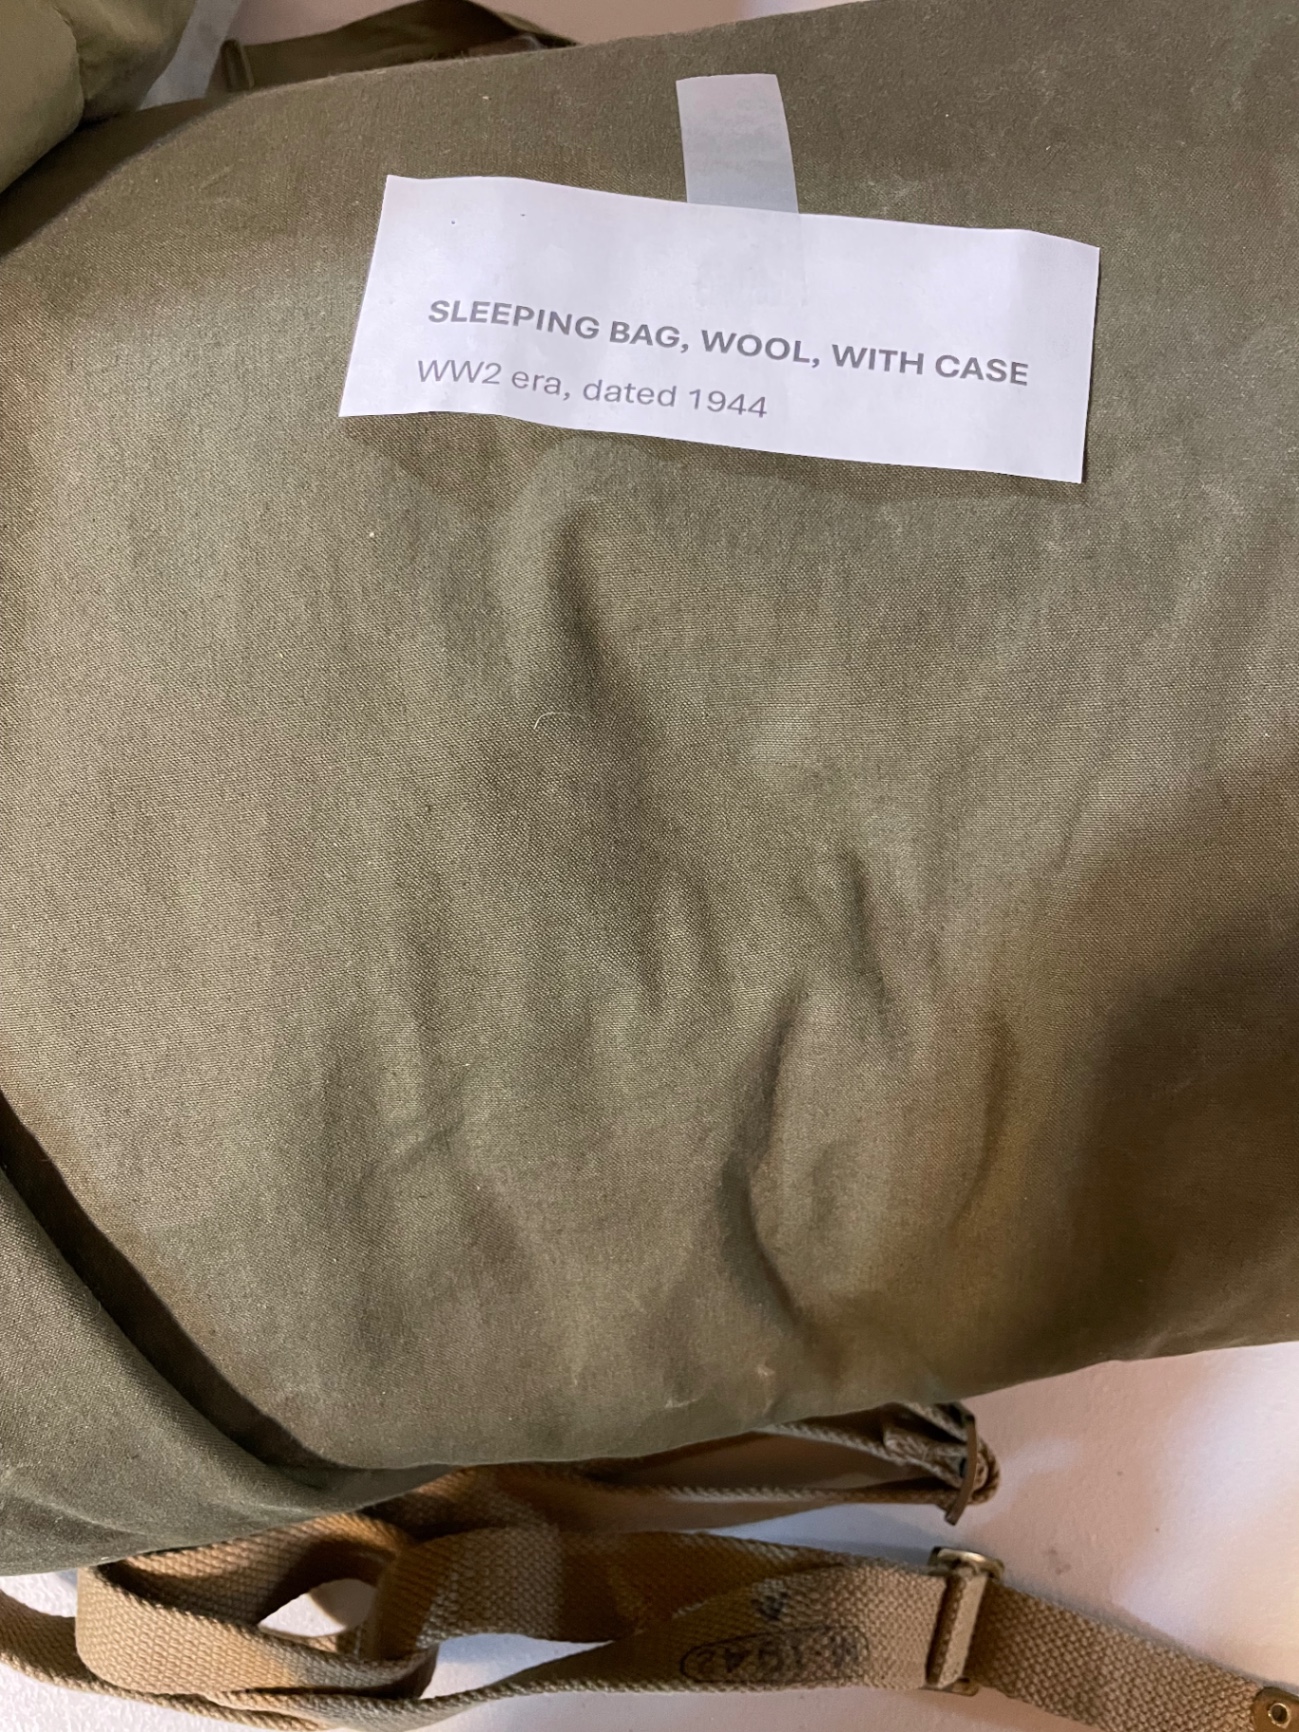 SLEEPING BAG, WOOL, WITH CASE
WW2 era, dated 1944